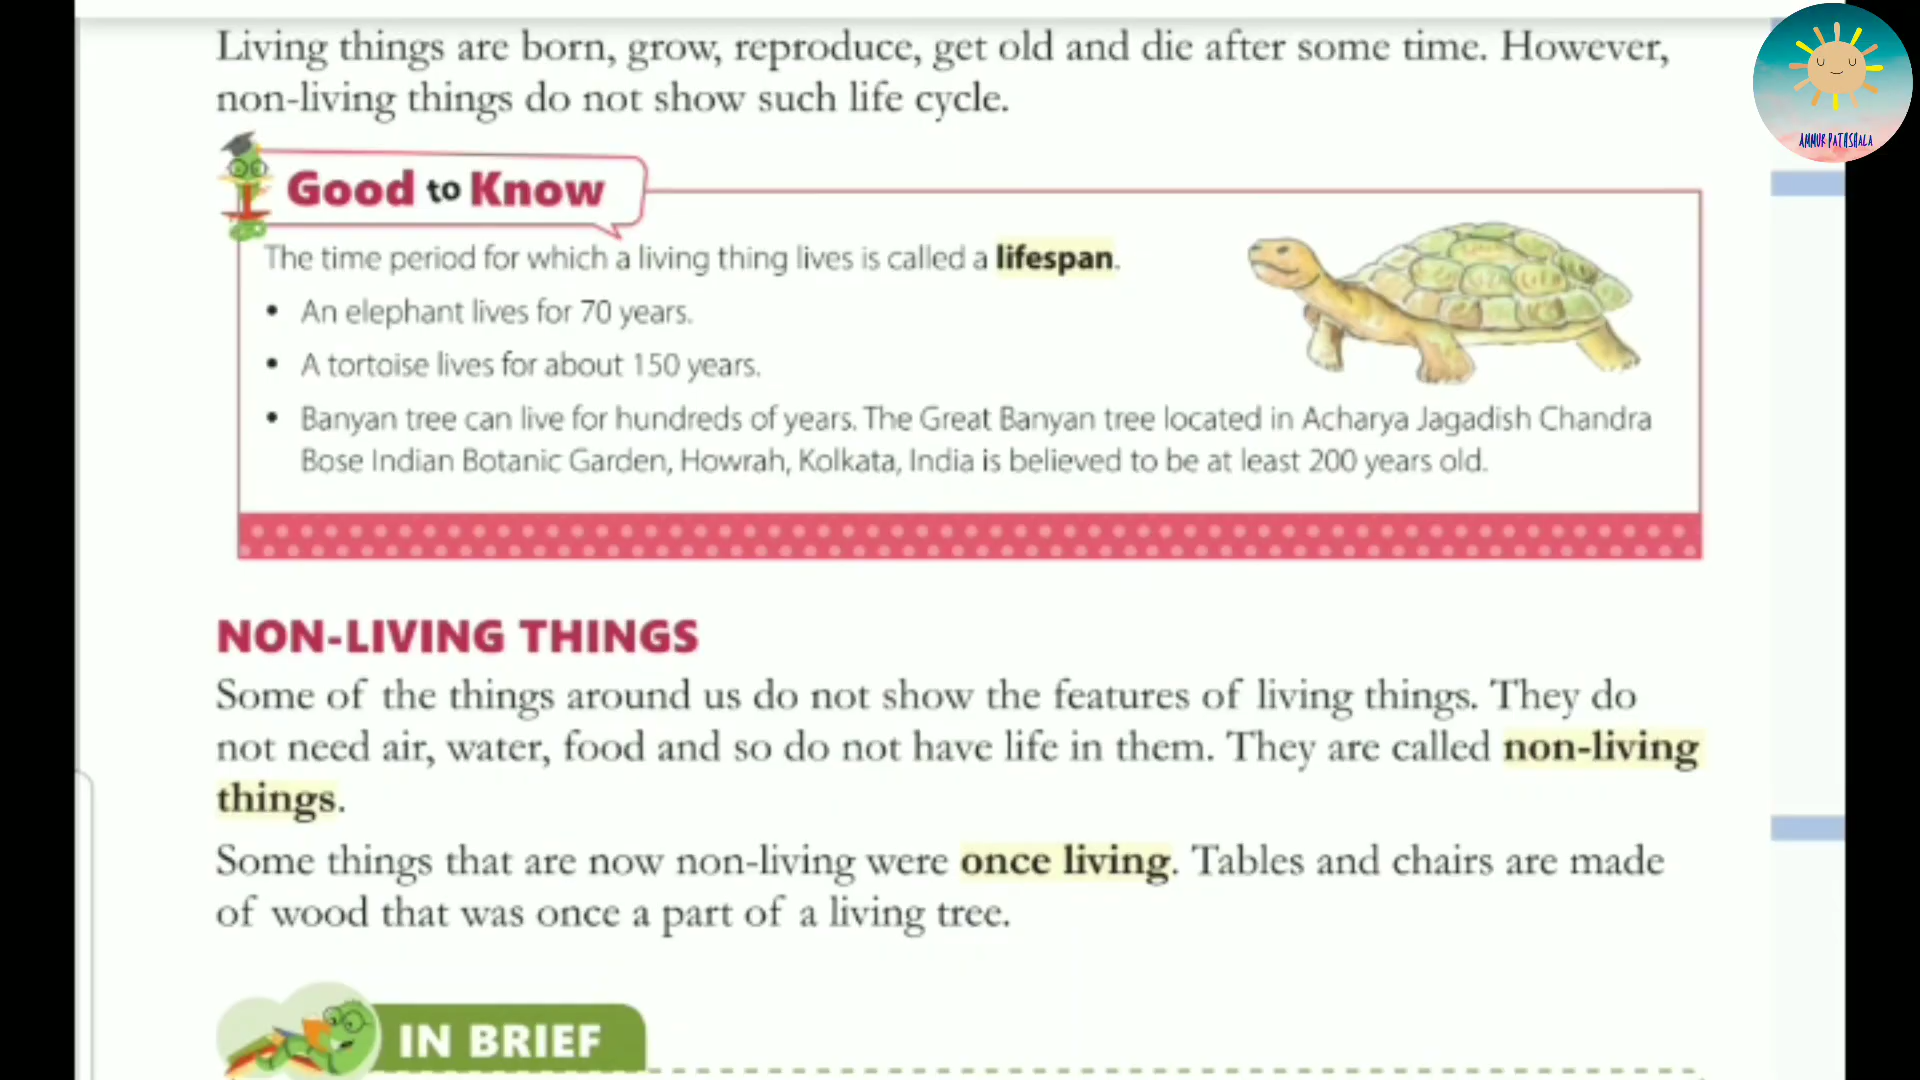 Living things are born, grow, reproduce, get old and die after some time. However,
non-living things do not show such life cycle.
AMMUR PATHSHALA
Good to Know
The time period for which a living thing lives is called a lifespan.
• An elephant lives for 70 years.
• A tortoise lives for about 150 years.
• Banyan tree can live for hundreds of years. The Great Banyan tree located in Acharya Jagadish Chandra
Bose Indian Botanic Garden, Howrah, Kolkata, India is believed to be at least 200 years old.
NON-LIVING THINGS
Some of the things around us do not show the features of living things. They do
not need air, water, food and so do not have life in them. They are called non-living
things.
Some things that are now non-living were once living. Tables and chairs are made
of wood that was once a part of a living tree.
IN BRIEF